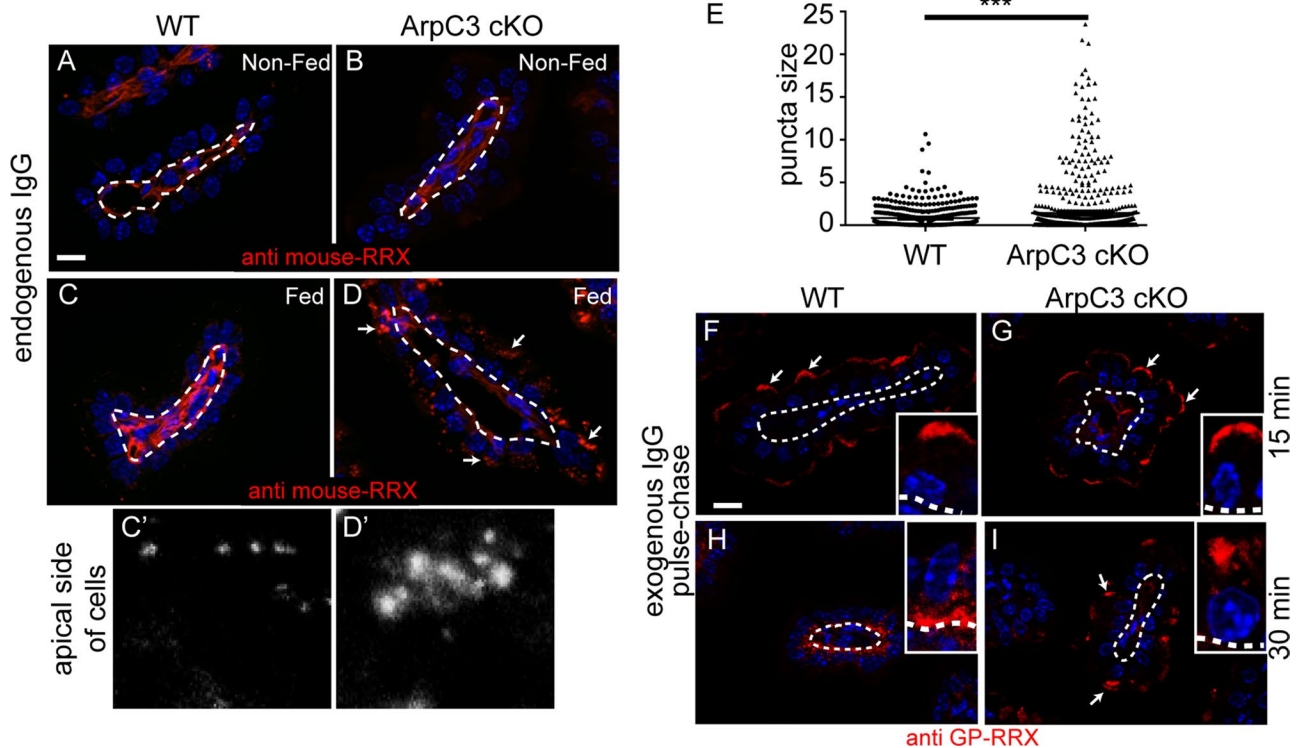 WT
ArpC3 cKO
endogenous IgG
A
Non-Fed
B
Non-Fed
anti mouse-RRX
C
Fed
D
Fed
anti mouse-RRX
apical side
of cells
C'
D'
E
***
puncta size
25
20
15
10
5
0
WT
ArpC3 cKO
WT
ArpC3 cKO
exogenous IgG
pulse-chase
F
G
15 min
H
I
30 min
anti GP-RRX